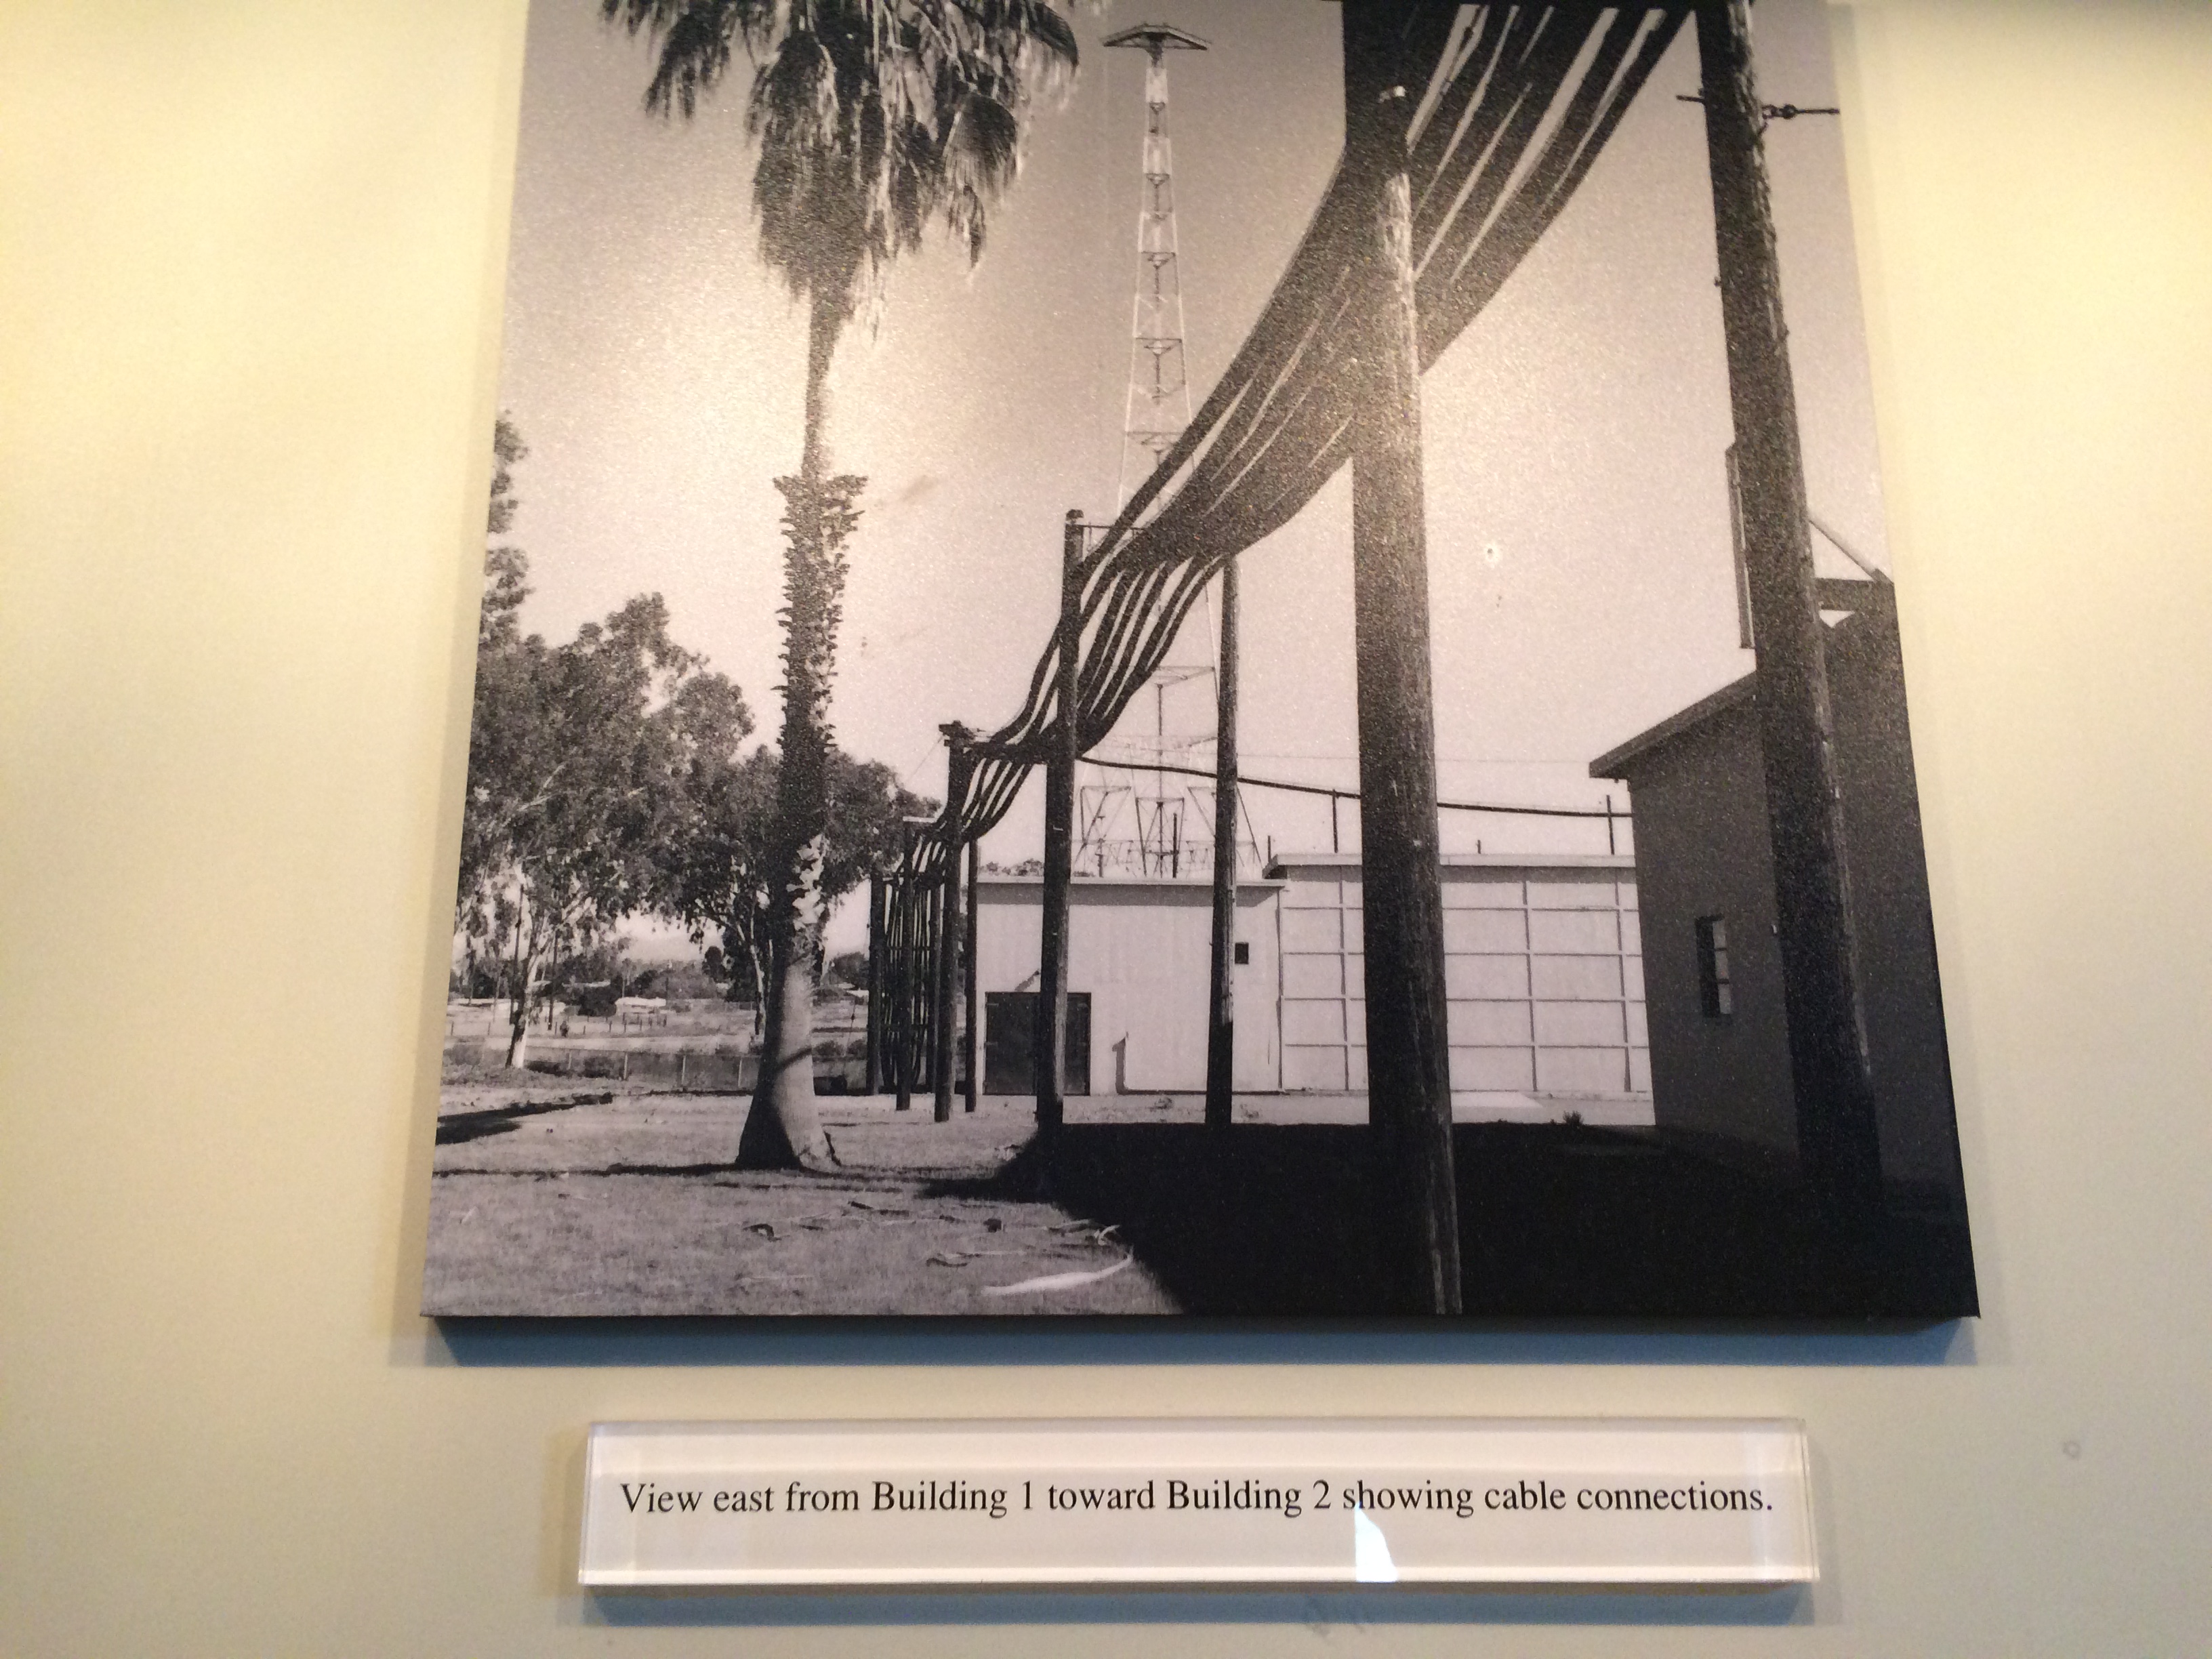 View east from Building 1 toward Building 2 showing cable connections.